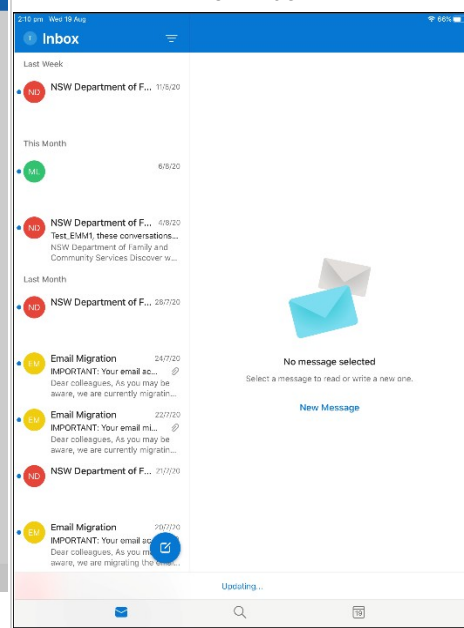 2:10 pm Wed 19 Aug
66%
Inbox
Last Week
ND
NSW Department of F... 11/8/20
This Month
ML
6/8/20
ND
NSW Department of F... 4/8/20
Test_EMM1, these conversations...
NSW Department of Family and
Community Services Discover w...
Last Month
ND
NSW Department of F... 28/7/20
EM
Email Migration 24/7/20
IMPORTANT: Your email ac...
Dear colleagues, As you may be
aware, we are currently migratin...
EM
Email Migration 22/7/20
IMPORTANT: Your email mi...
Dear colleagues, As you may be
aware, we are currently migratin...
ND
NSW Department of F... 21/7/20
EM
Email Migration 20/7/20
IMPORTANT: Your email ac
Dear colleagues, As you m
aware, we are migrating the
No message selected
Select a message to read or write a new one.
New Message
Updating...
19